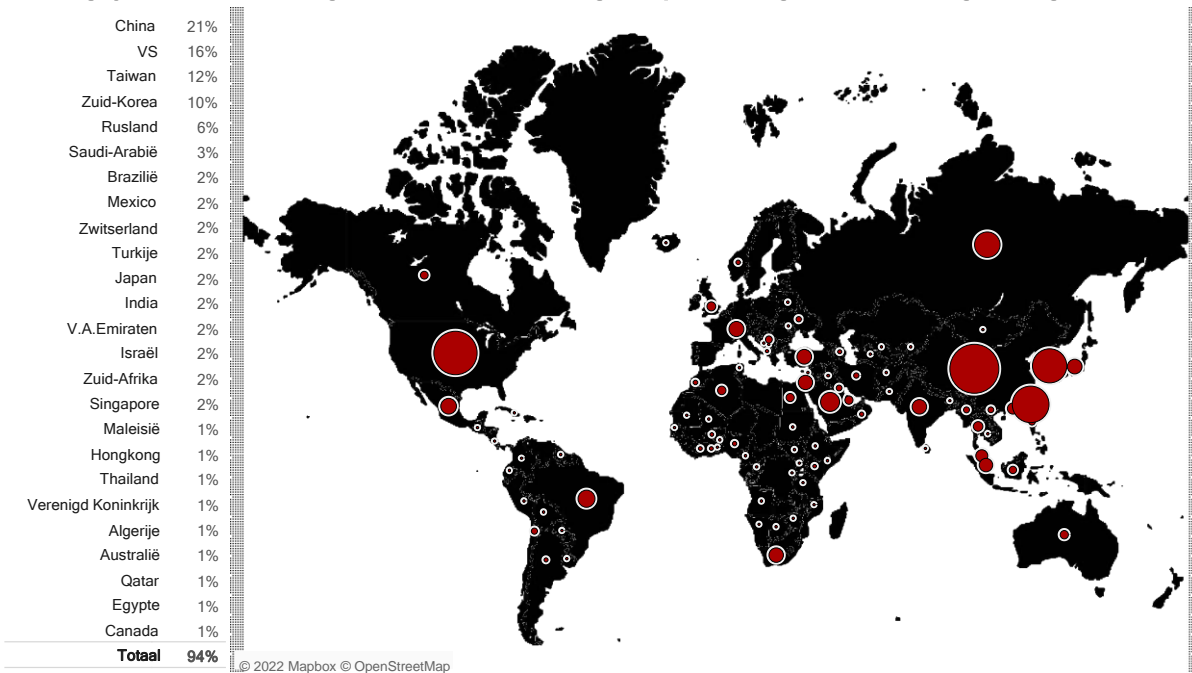 China 21%
VS 16%
Taiwan 12%
Zuid-Korea 10%
Rusland 6%
Saudi-Arabië 3%
Brazilië 2%
Mexico 2%
Zwitserland 2%
Turkije 2%
Japan 2%
India 2%
V.A.Emiraten 2%
Israël 2%
Zuid-Afrika 2%
Singapore 2%
Maleisië 1%
Hongkong 1%
Thailand 1%
Verenigd Koninkrijk 1%
Algerije 1%
Australië 1%
Qatar 1%
Egypte 1%
Canada 1%
Totaal 94%
© 2022 Mapbox © OpenStreetMap